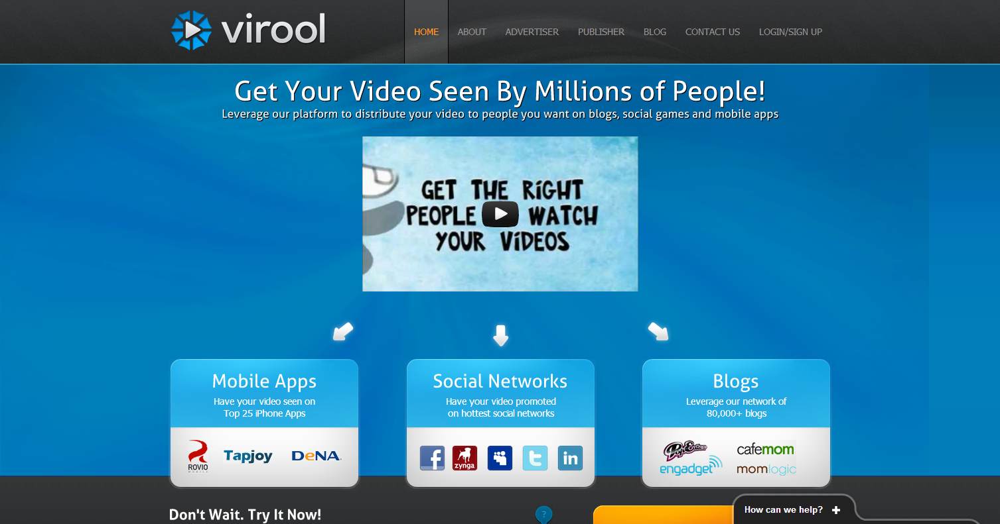 virool
HOME ABOUT ADVERTISER PUBLISHER BLOG CONTACT US LOGIN/SIGN UP
Get Your Video Seen By Millions of People!
Leverage our platform to distribute your video to people you want on blogs, social games and mobile apps
GET THE RiGHT
PEOPLE WATCH
YOUR ViDEOS
Mobile Apps
Have your video seen on
Top 25 iPhone Apps
ROVIO
MOBILE
Tapjoy
DeNA
Social Networks
Have your video promoted
on hottest social networks
f
zynga
t
in
Blogs
Leverage our network of
80,000+ blogs
PopEater
cafemom
engadget
momlogic
Don't Wait. Try It Now!
?
How can we help? +